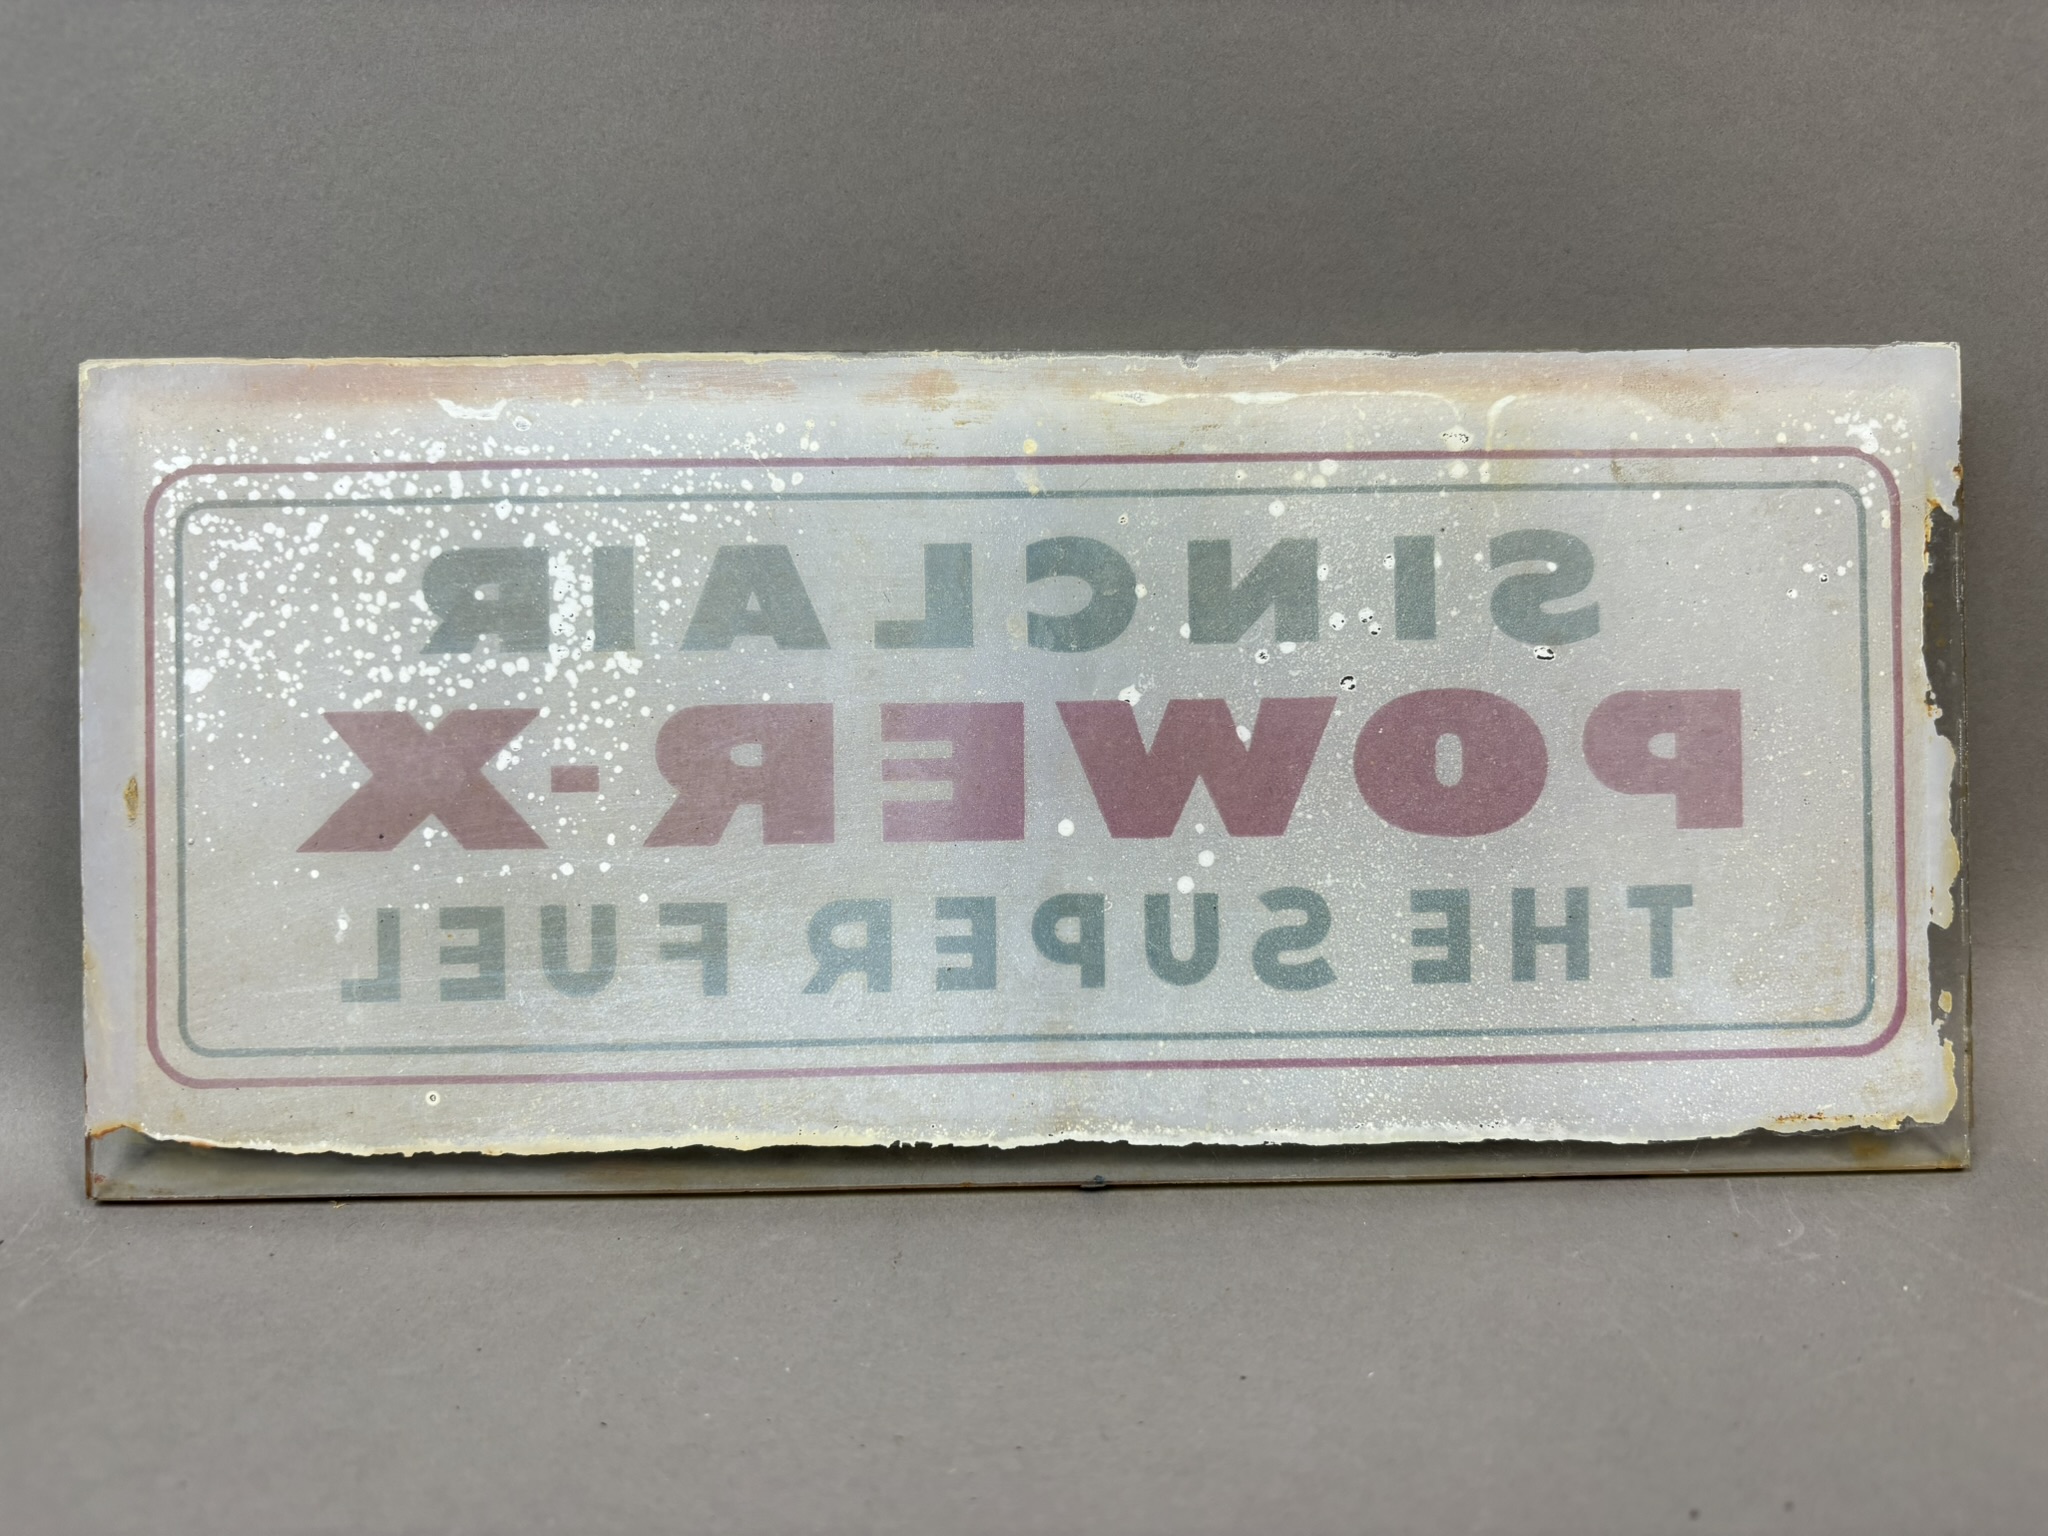 SINCLAIR
POWER-X
THE SUPER FUEL